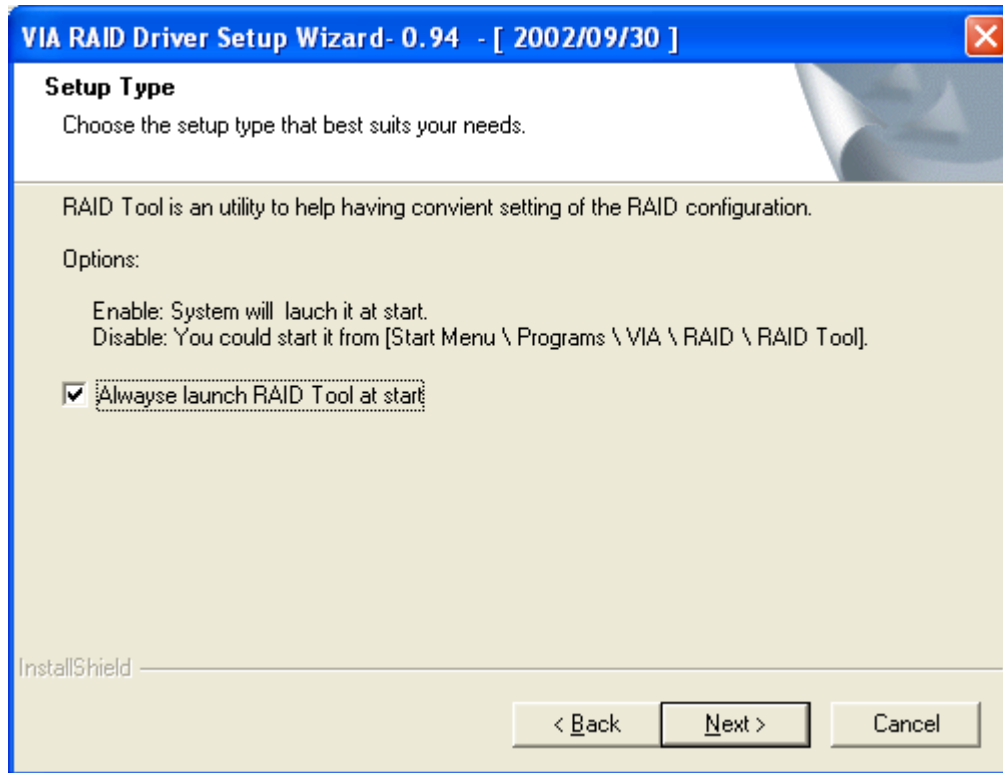 VIA RAID Driver Setup Wizard- 0.94  - [ 2002/09/30 ]
Setup Type
Choose the setup type that best suits your needs.
RAID Tool is an utility to help having convient setting of the RAID configuration.
Options:
Enable: System will  lauch it at start.
Disable: You could start it from [Start Menu \ Programs \ VIA \ RAID \ RAID Tool].
Alwayse launch RAID Tool at start
InstallShield
< Back Next > Cancel